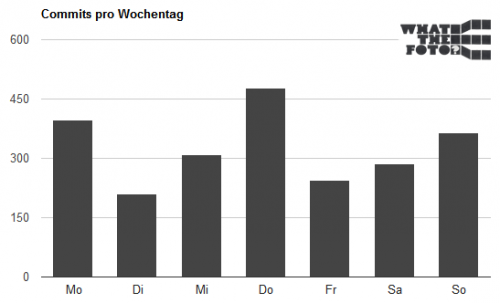 Commits pro Wochentag
WHAT
THE
FOTO?
600
450
300
150
0
Mo Di Mi Do Fr Sa So